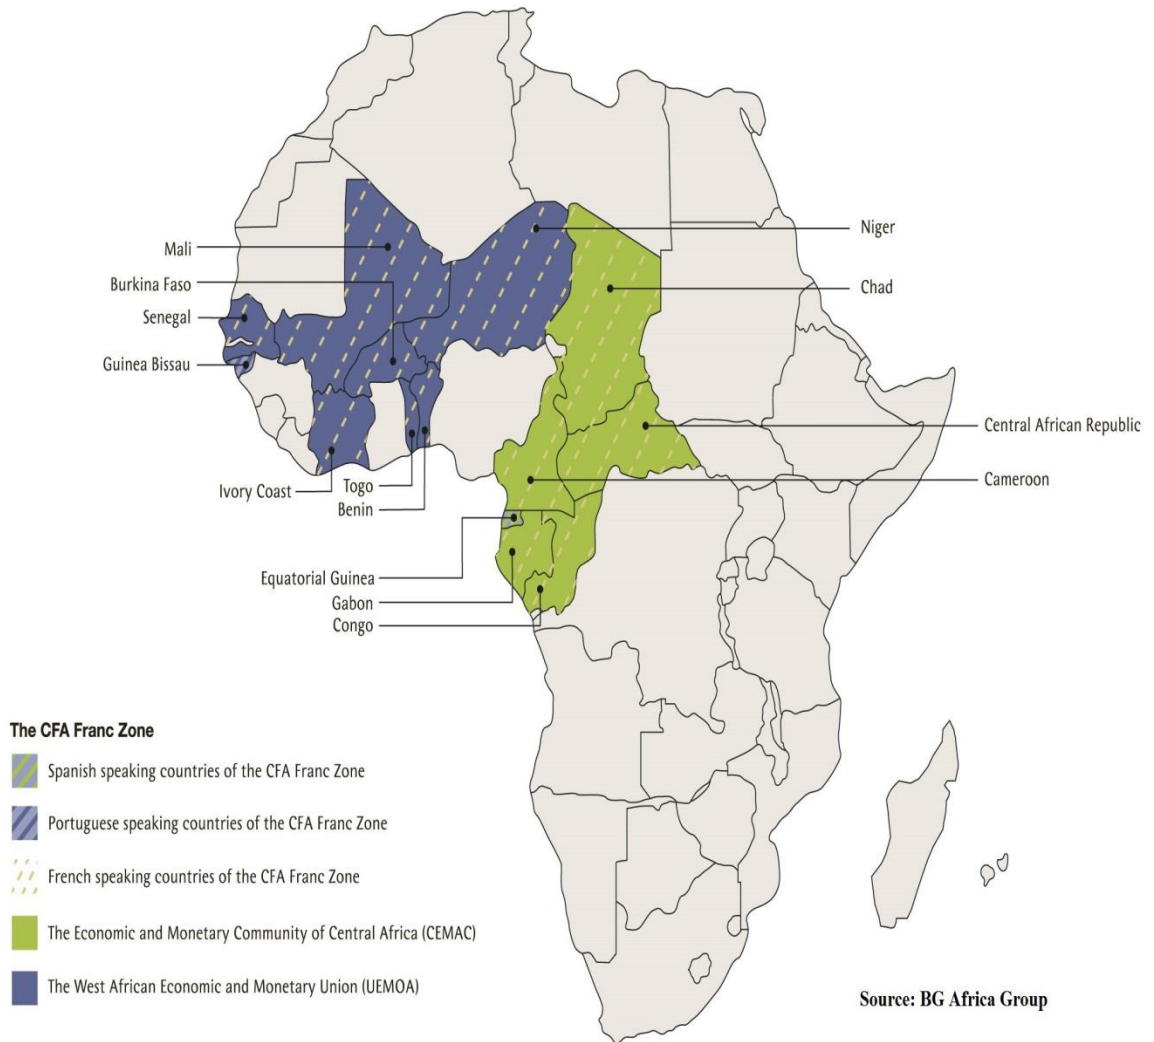 Mali
Burkina Faso
Senegal
Guinea Bissau
Niger
Chad
Central African Republic
Cameroon
Ivory Coast
Togo
Benin
Equatorial Guinea
Gabon
Congo
The CFA Franc Zone
Spanish speaking countries of the CFA Franc Zone
Portuguese speaking countries of the CFA Franc Zone
French speaking countries of the CFA Franc Zone
The Economic and Monetary Community of Central Africa (CEMAC)
The West African Economic and Monetary Union (UEMOA)
Source: BG Africa Group